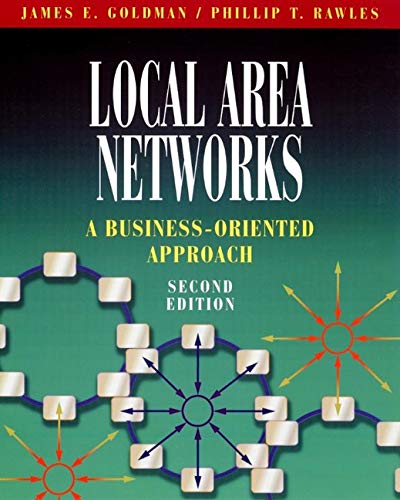 JAMES E. GOLDMAN / PHILLIP T. RAWLES
LOCAL AREA
NETWORKS
A BUSINESS-ORIENTED
APPROACH
SECOND
EDITION